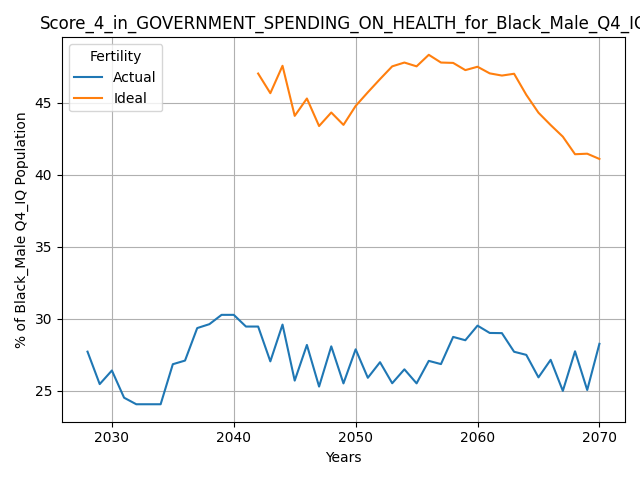 Score_4_in_GOVERNMENT_SPENDING_ON_HEALTH_for_Black_Male_Q4_IQ
Fertility
Actual
Ideal
% of Black_Male Q4_IQ Population
45
40
35
30
25
2030
2040
2050
2060
2070
Years